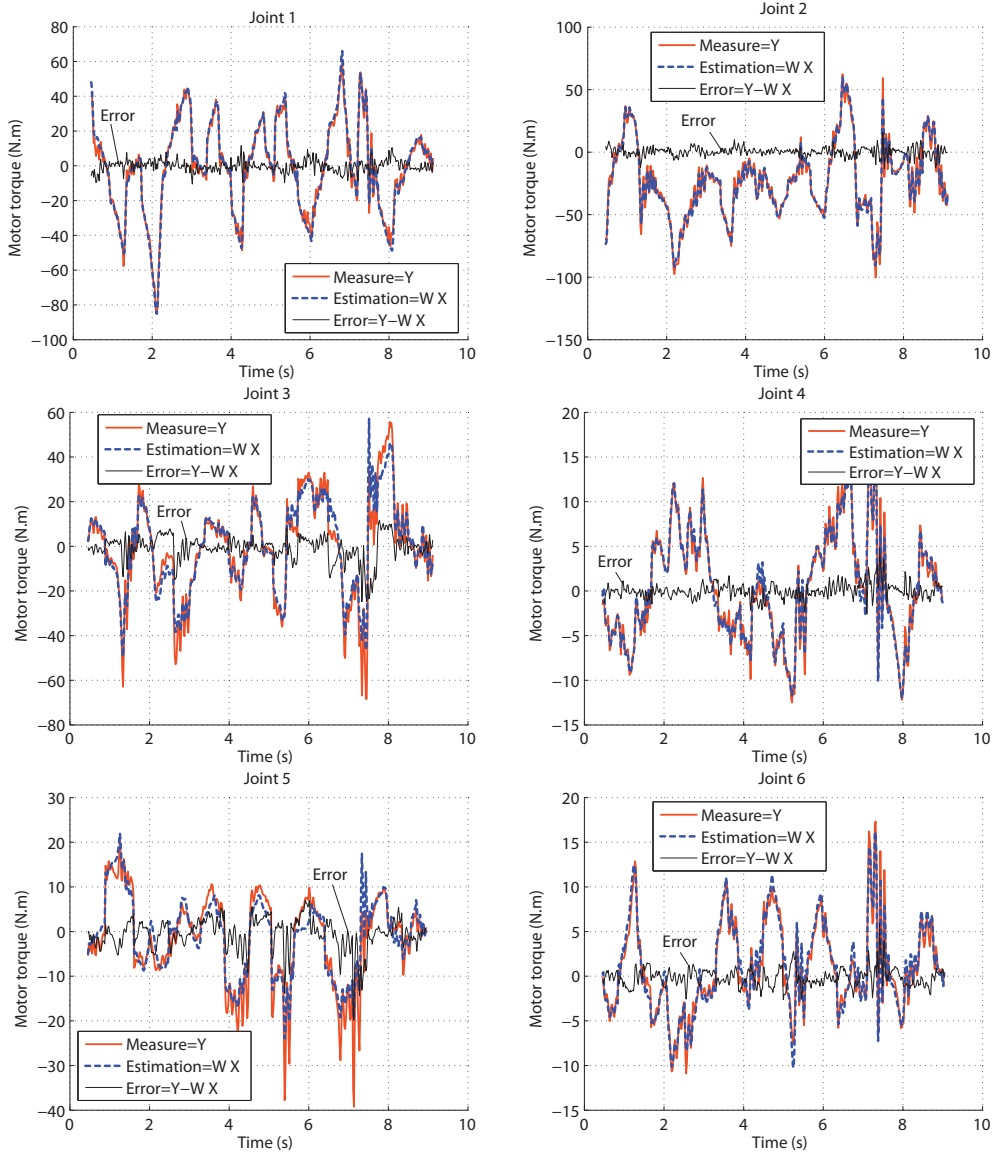 Joint 1
80
60
40
20
0
−20
−40
−60
−80
−100
0
2
4
6
8
10
Motor torque (N.m)
Time (s)
Error
Measure=Y
Estimation=W X
Error=Y−W X
Joint 2
100
50
0
−50
−100
−150
0
2
4
6
8
10
Motor torque (N.m)
Time (s)
Error
Measure=Y
Estimation=W X
Error=Y−W X
Joint 3
60
40
20
0
−20
−40
−60
−80
0
2
4
6
8
10
Motor torque (N.m)
Time (s)
Error
Measure=Y
Estimation=W X
Error=Y−W X
Joint 4
20
15
10
5
0
−5
−10
−15
0
2
4
6
8
10
Motor torque (N.m)
Time (s)
Error
Measure=Y
Estimation=W X
Error=Y−W X
Joint 5
30
20
10
0
−10
−20
−30
−40
0
2
4
6
8
10
Motor torque (N.m)
Time (s)
Error
Measure=Y
Estimation=W X
Error=Y−W X
Joint 6
20
15
10
5
0
−5
−10
−15
0
2
4
6
8
10
Motor torque (N.m)
Time (s)
Error
Measure=Y
Estimation=W X
Error=Y−W X